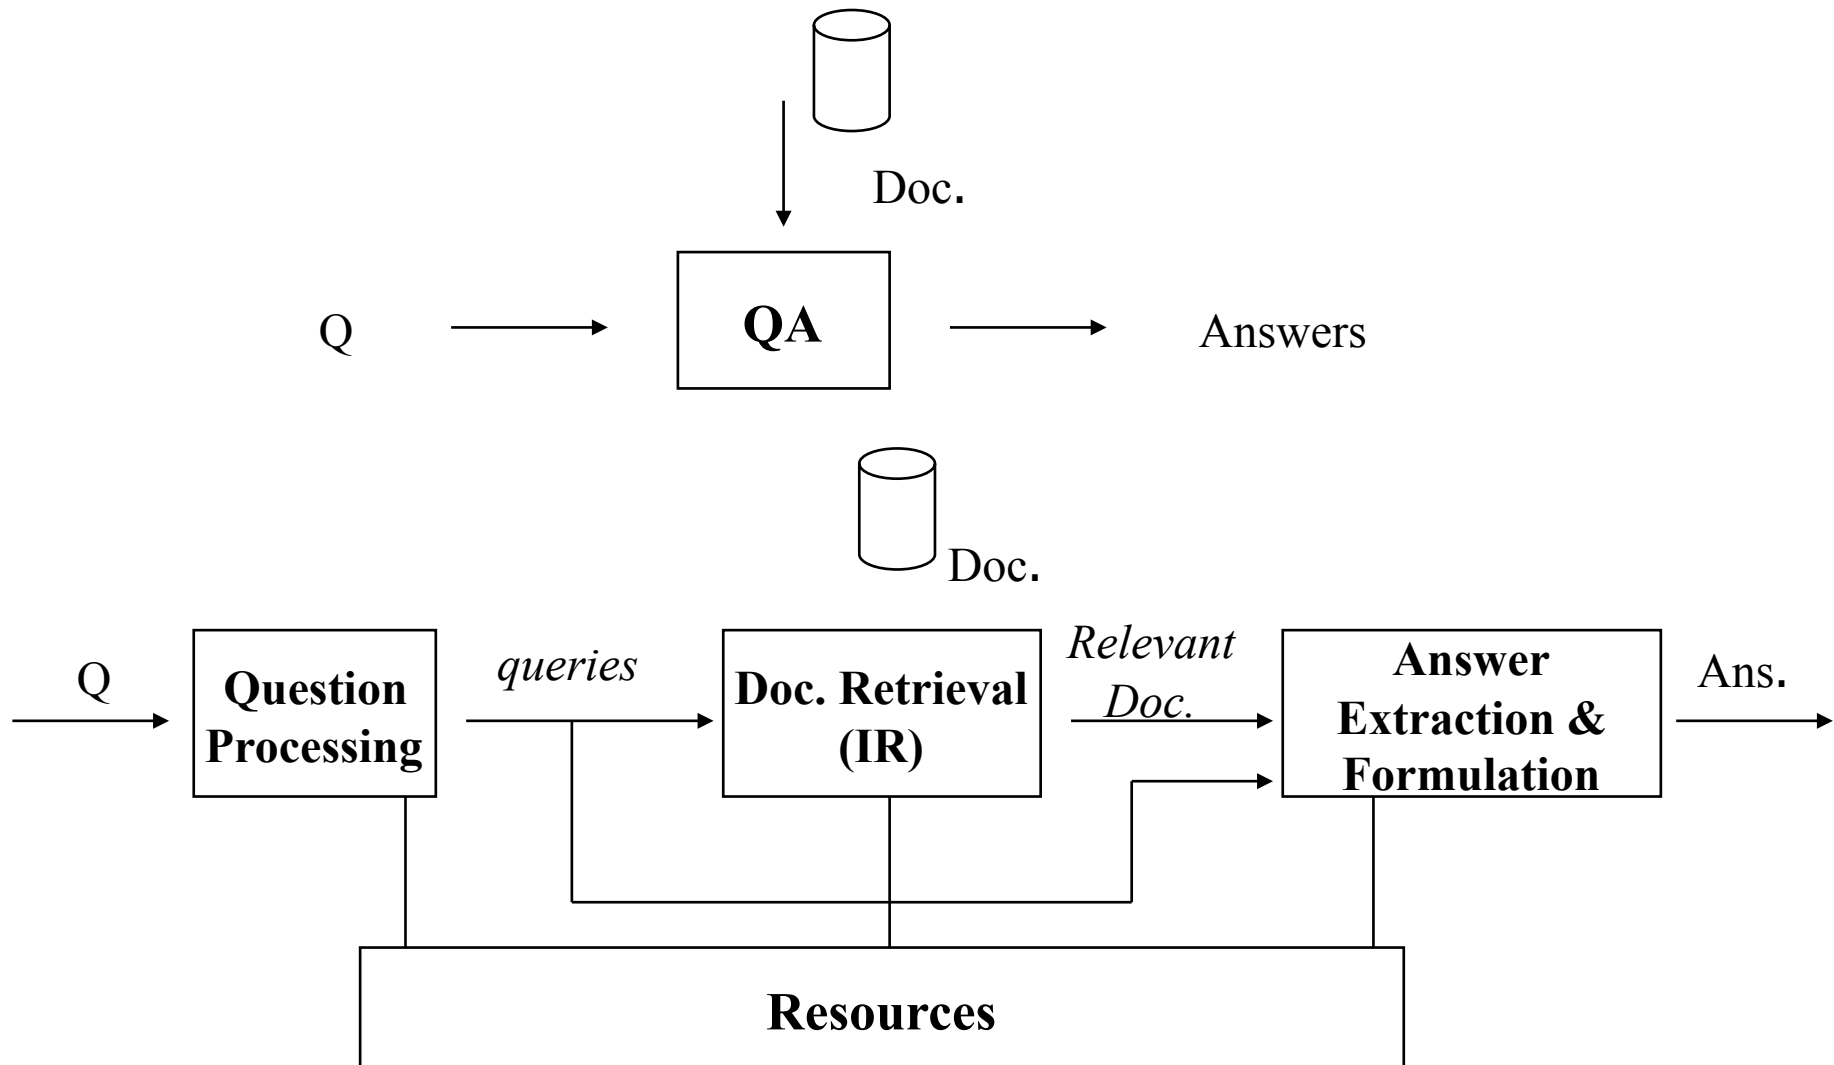 Doc.
Q
QA
Answers
Doc.
Q
Question
Processing
queries
Doc. Retrieval
(IR)
Relevant
Doc.
Answer
Extraction &
Formulation
Ans.
Resources